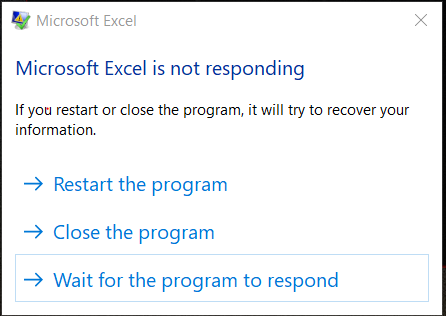 Microsoft Excel
Microsoft Excel is not responding
If you restart or close the program, it will try to recover your
information.
Restart the program
Close the program
Wait for the program to respond